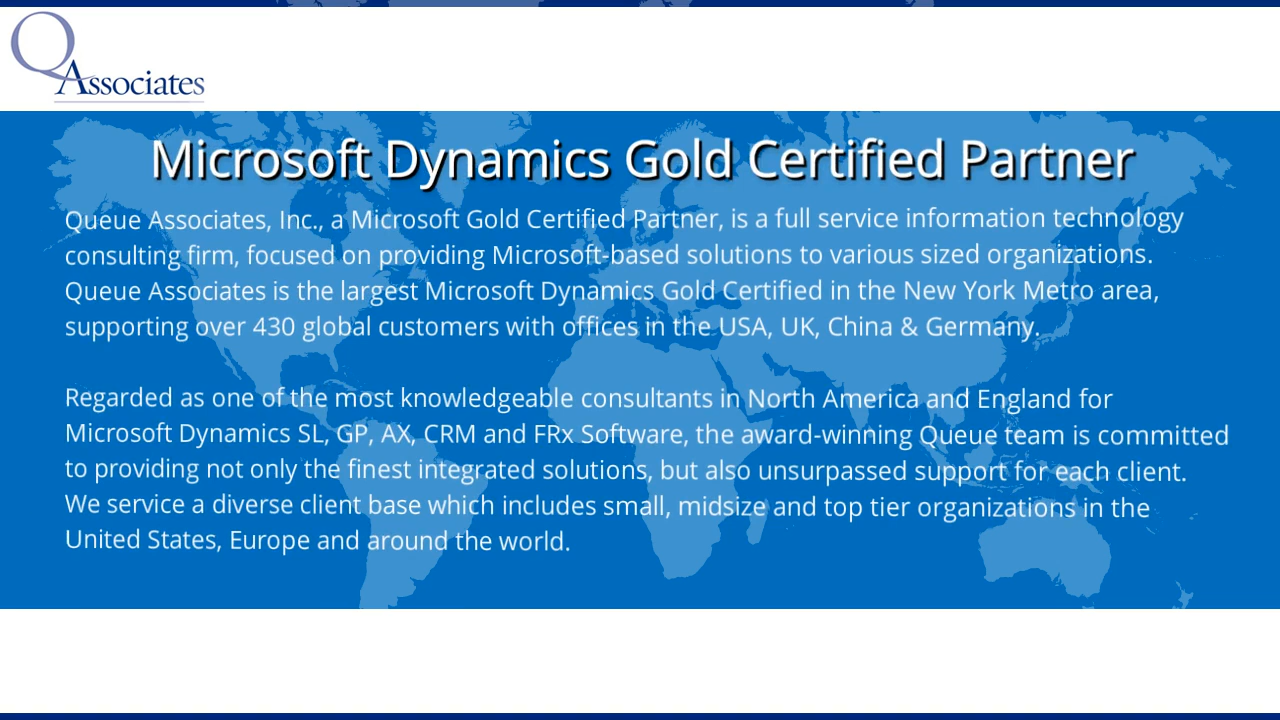 Q
Associates
Microsoft Dynamics Gold Certified Partner
Queue Associates, Inc., a Microsoft Gold Certified Partner, is a full service information technology
consulting firm, focused on providing Microsoft-based solutions to various sized organizations.
Queue Associates is the largest Microsoft Dynamics Gold Certified in the New York Metro area,
supporting over 430 global customers with offices in the USA, UK, China & Germany.
Regarded as one of the most knowledgeable consultants in North America and England for
Microsoft Dynamics SL, GP, AX, CRM and FRx Software, the award-winning Queue team is committed
to providing not only the finest integrated solutions, but also unsurpassed support for each client.
We service a diverse client base which includes small, midsize and top tier organizations in the
United States, Europe and around the world.